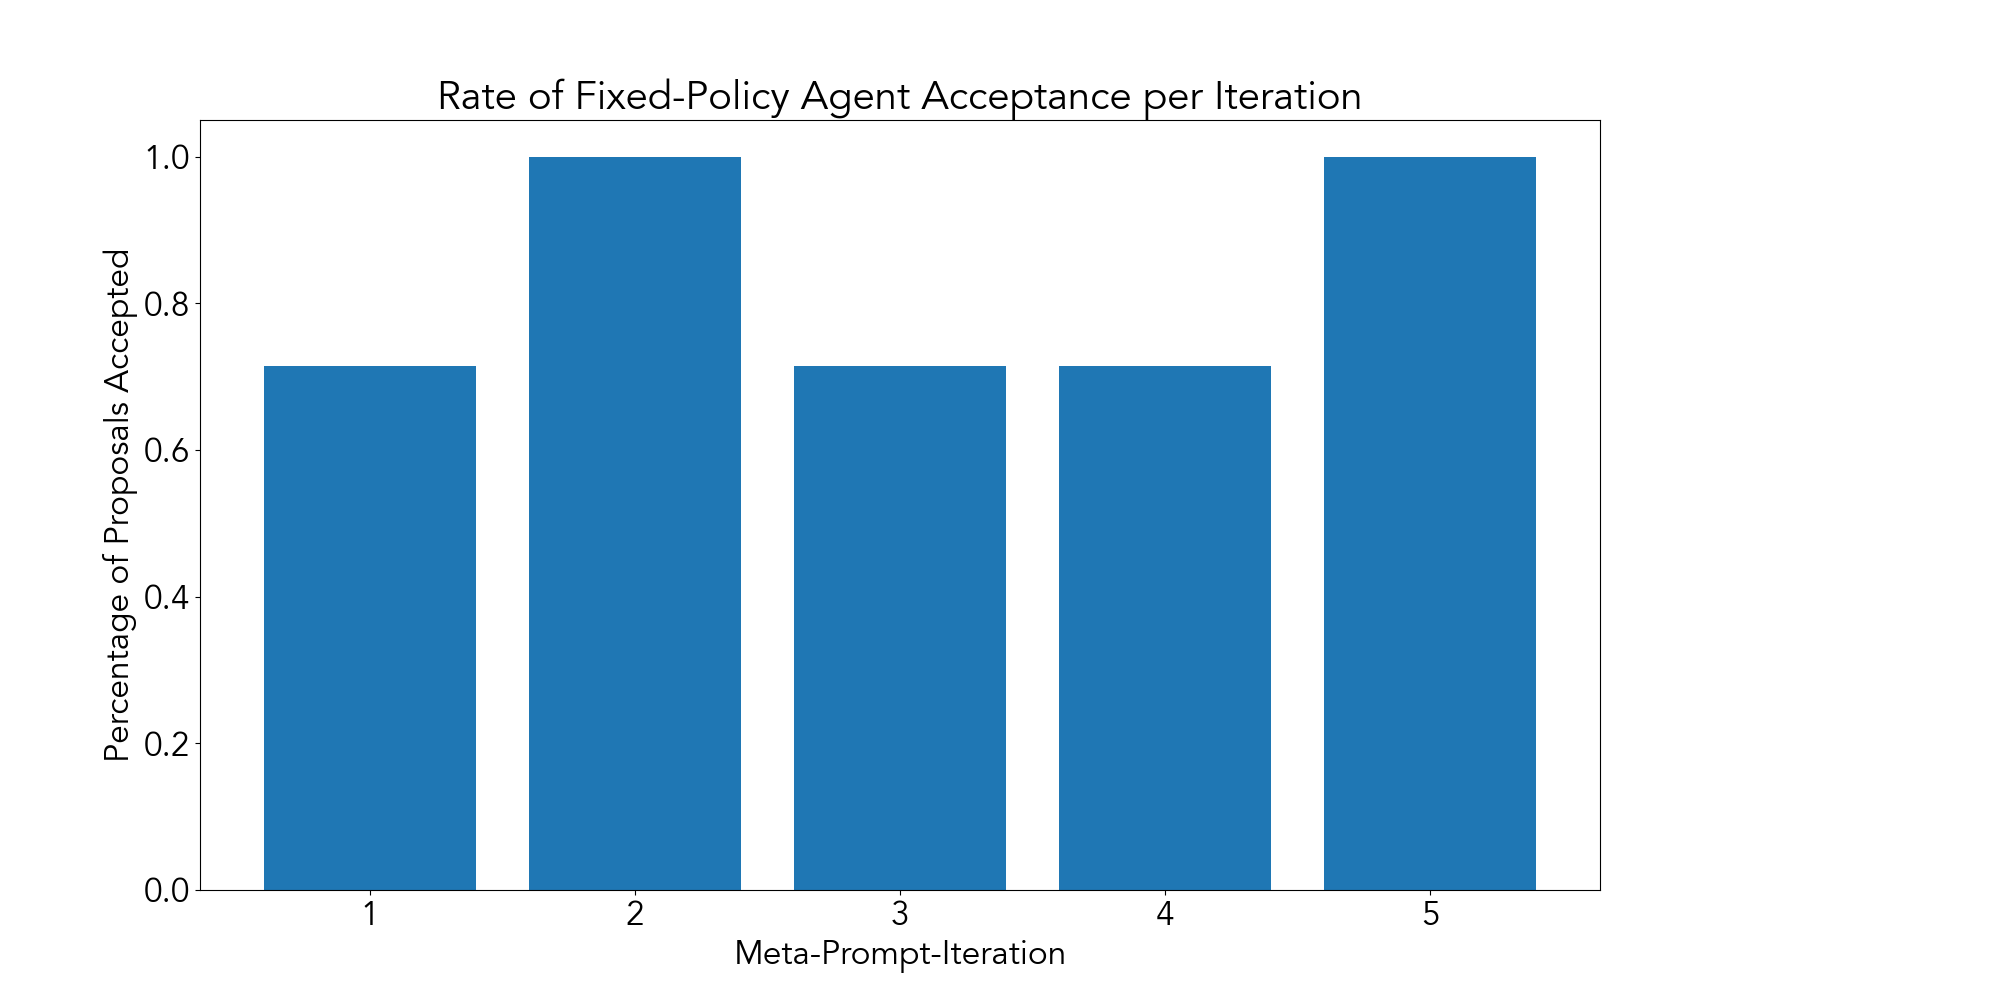 Rate of Fixed-Policy Agent Acceptance per Iteration
Percentage of Proposals Accepted
1.0
0.8
0.6
0.4
0.2
0.0
1 2 3 4 5
Meta-Prompt-Iteration